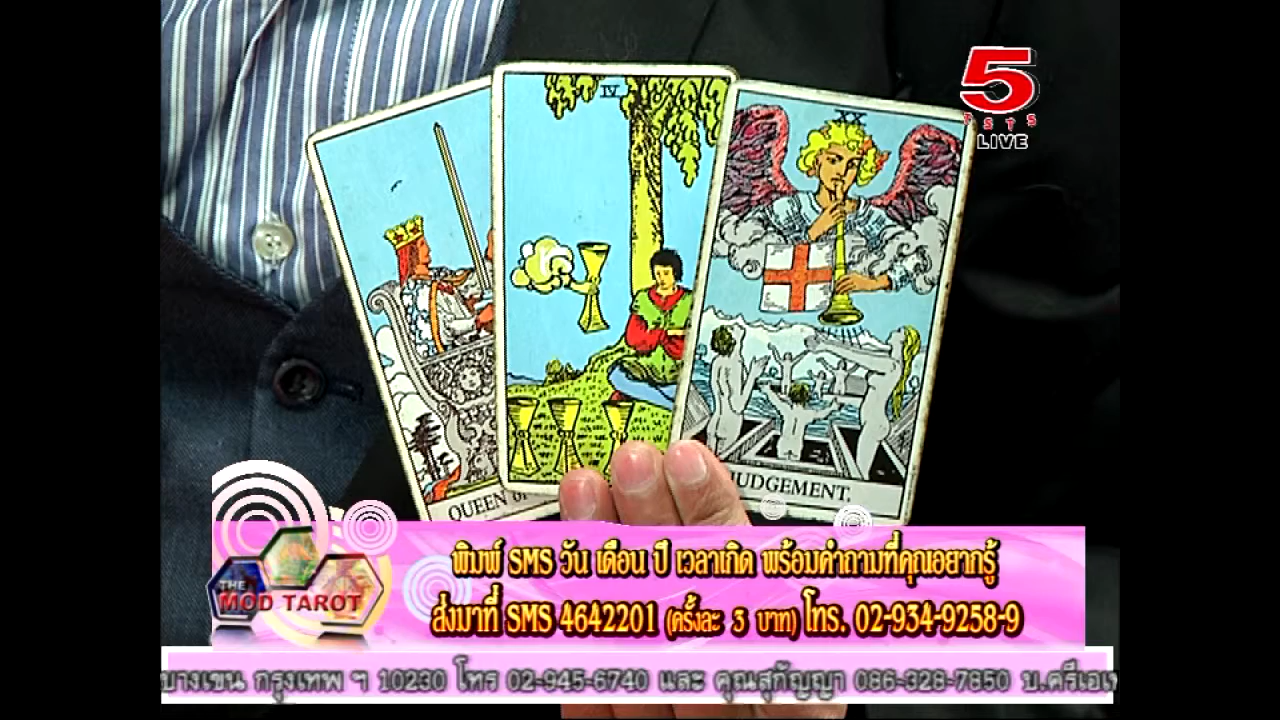 5
LIVE
IV
XX
QUEEN OF
JUDGEMENT.
THE
MOD TAROT
พิมพ์ SMS วัน เดือน ปี เวลาเกิด พร้อมคำถามที่คุณอยากรู้
ส่งมาที่ SMS 4642201 (ครั้งละ 3 บาท) โทร. 02-934-9258-9
บางเขน กรุงเทพ ฯ 10230 โทร 02-945-6740 และ คุณสุกัญญา 086-328-7850